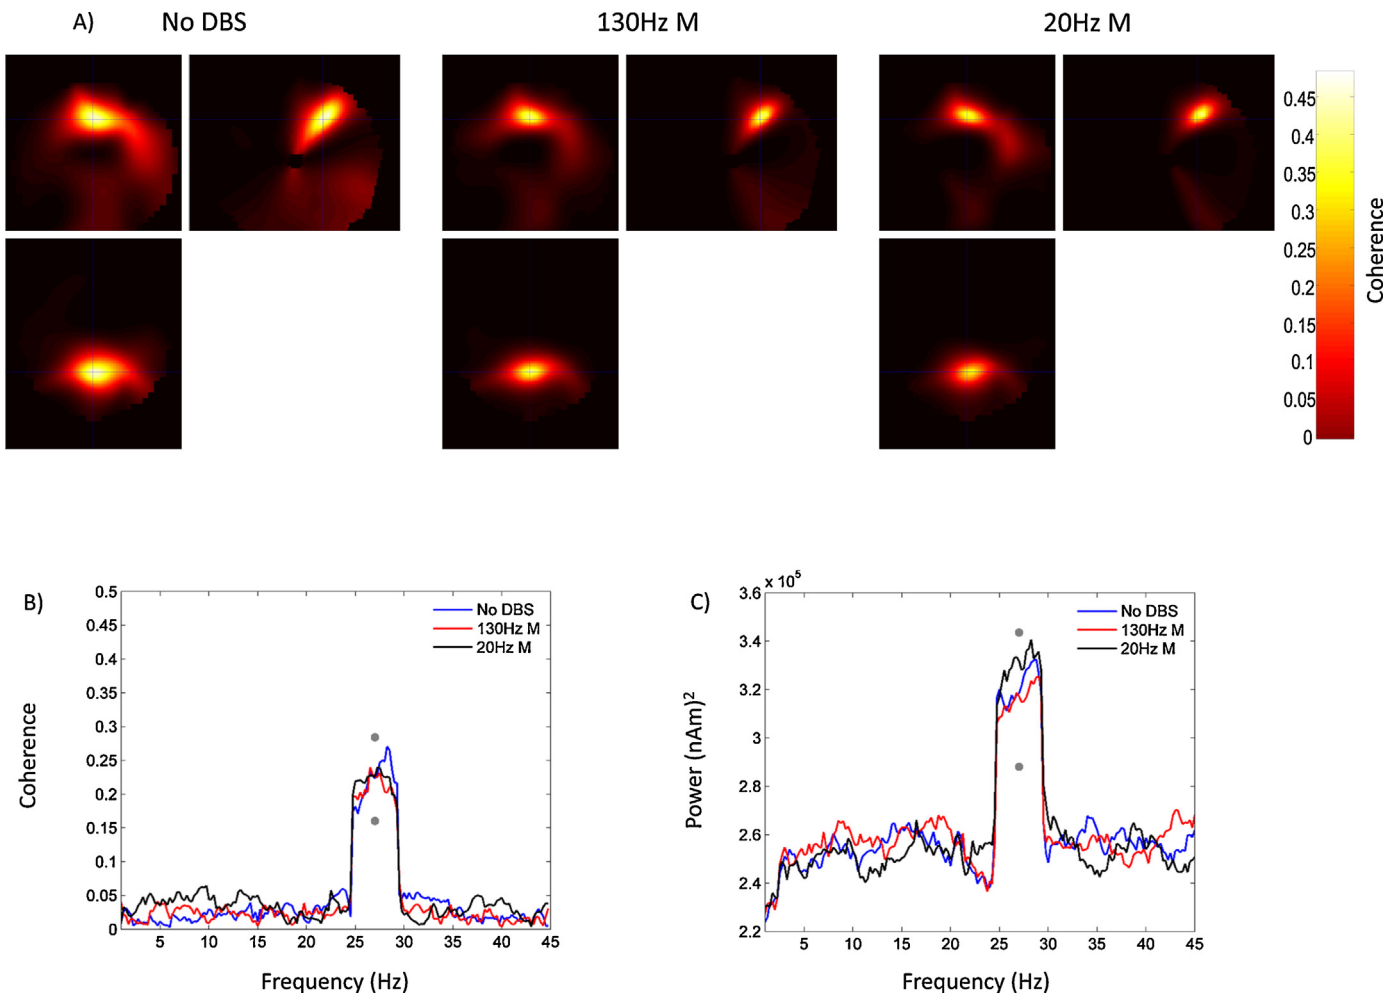 A) No DBS 130Hz M 20Hz M
0.45
0.4
0.35
0.3
0.25
0.2
0.15
0.1
0.05
0
Coherence
B)
0.5
0.45
0.4
0.35
0.3
0.25
0.2
0.15
0.1
0.05
0
Coherence
No DBS
130Hz M
20Hz M
5 10 15 20 25 30 35 40 45
Frequency (Hz)
C)
x 10⁵
3.6
3.4
3.2
3
2.8
2.6
2.4
2.2
Power (nAm)²
No DBS
130Hz M
20Hz M
5 10 15 20 25 30 35 40 45
Frequency (Hz)